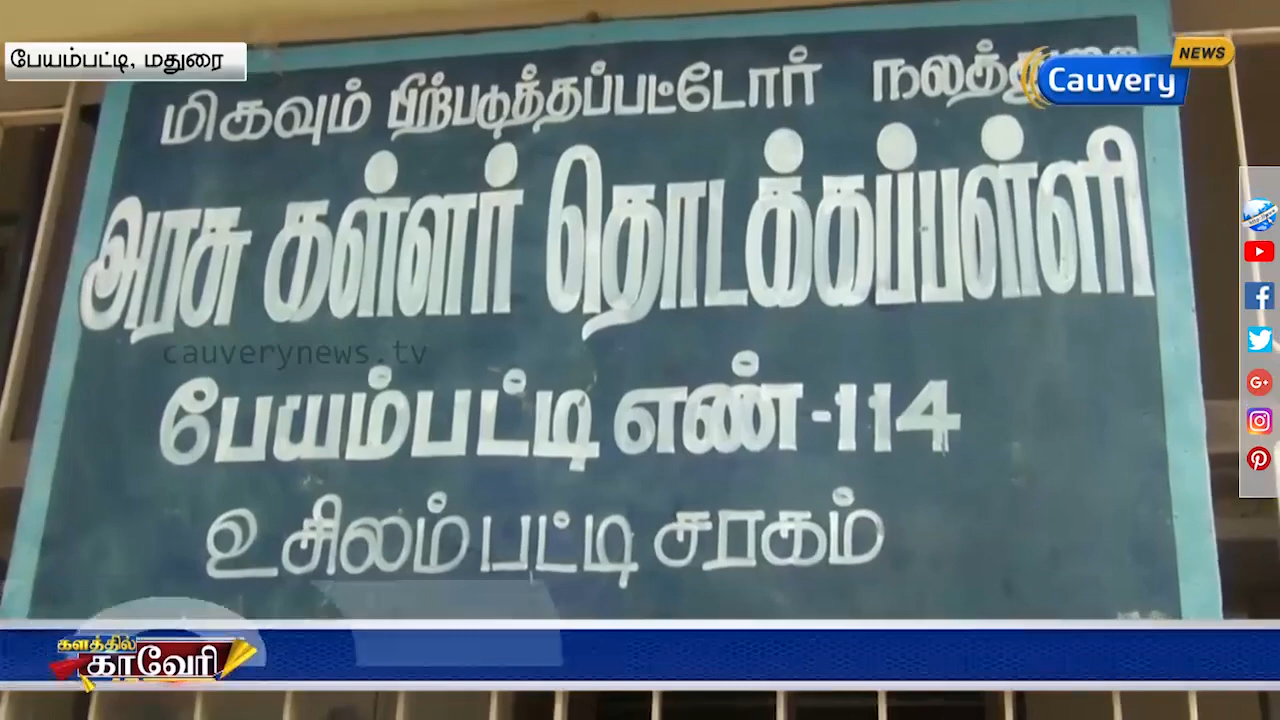 பேயம்பட்டி, மதுரை
Cauvery NEWS
மிகவும் பிற்படுத்தப்பட்டோர்
அரசு கள்ளர் தொடக்கப்பள்ளி
cauverynews.tv
பேயம்பட்டி எண்-114
உசிலம்பட்டி சரகம்
களத்தில்
காவேரி